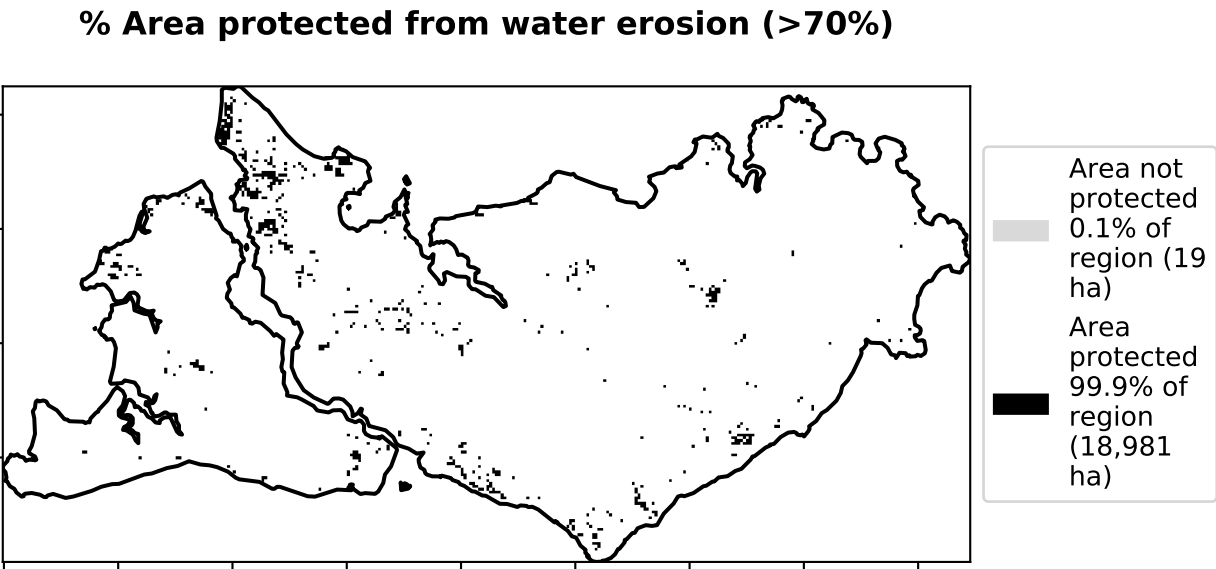 % Area protected from water erosion (>70%)
Area not
protected
0.1% of
region (19
ha)
Area
protected
99.9% of
region
(18,981
ha)